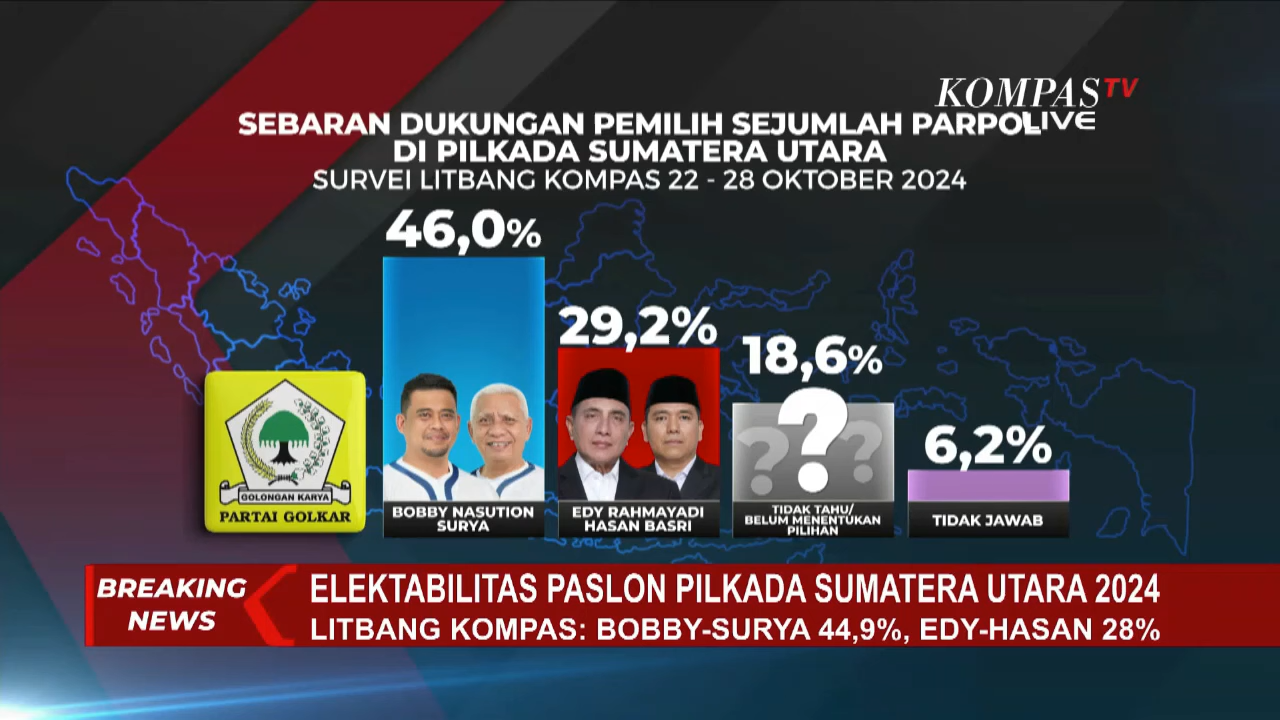 KOMPAS TV
LIVE
SEBARAN DUKUNGAN PEMILIH SEJUMLAH PARPOL
DI PILKADA SUMATERA UTARA
SURVEI LITBANG KOMPAS 22 - 28 OKTOBER 2024
46,0%
29,2%
18,6%
6,2%
GOLONGAN KARYA
PARTAI GOLKAR
BOBBY NASUTION
SURYA
EDY RAHMAYADI
HASAN BASRI
? ? ?
TIDAK TAHU/
BELUM MENENTUKAN
PILIHAN
TIDAK JAWAB
BREAKING
NEWS
ELEKTABILITAS PASLON PILKADA SUMATERA UTARA 2024
LITBANG KOMPAS: BOBBY-SURYA 44,9%, EDY-HASAN 28%